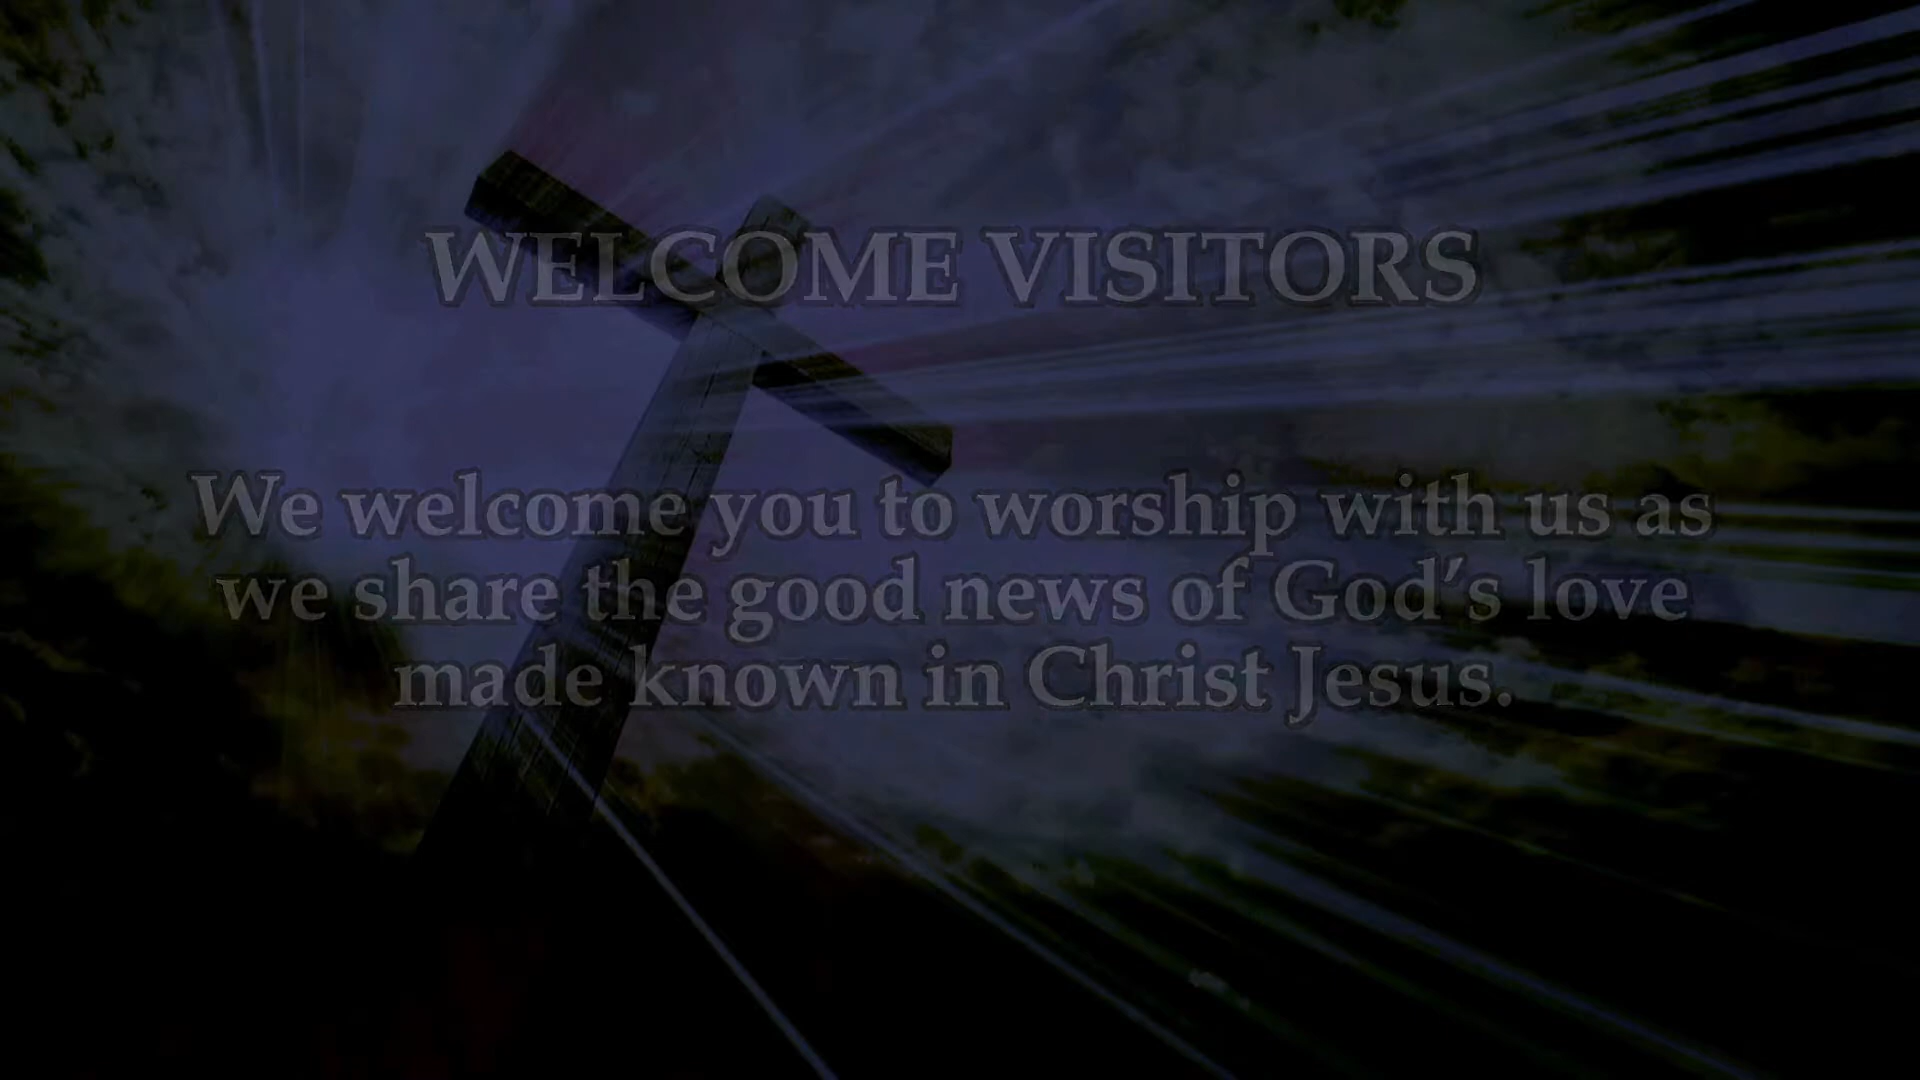 WELCOME VISITORS
We welcome you to worship with us as
we share the good news of God’s love
made known in Christ Jesus.